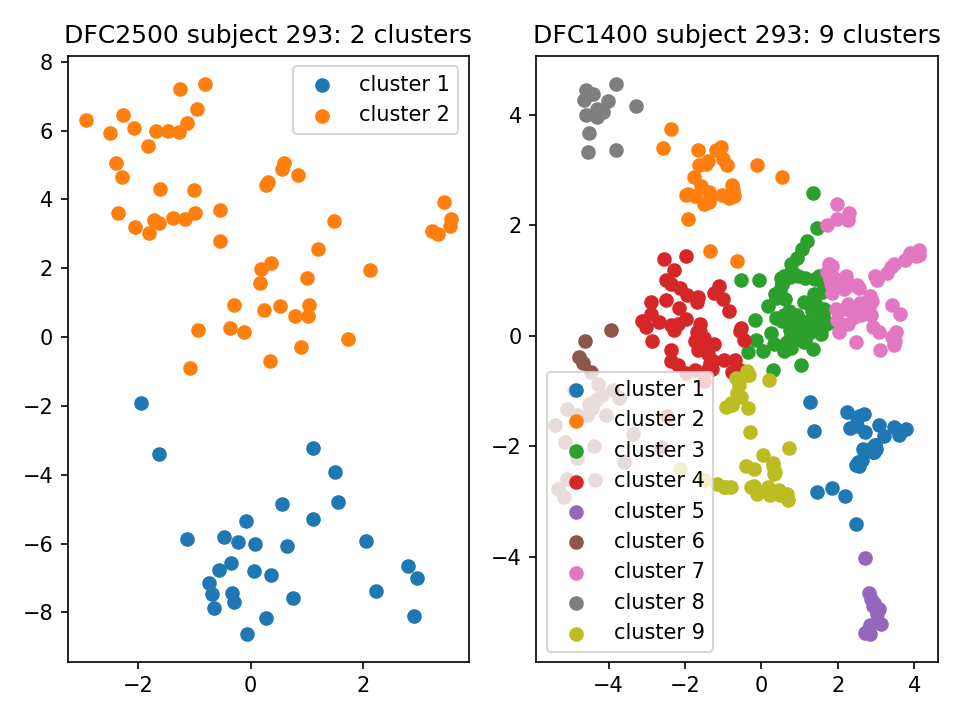 DFC2500 subject 293: 2 clusters
8
6
4
2
0
−2
−4
−6
−8
−2
0
2
cluster 1
cluster 2
DFC1400 subject 293: 9 clusters
4
2
0
−2
−4
−4
−2
0
2
4
cluster 1
cluster 2
cluster 3
cluster 4
cluster 5
cluster 6
cluster 7
cluster 8
cluster 9